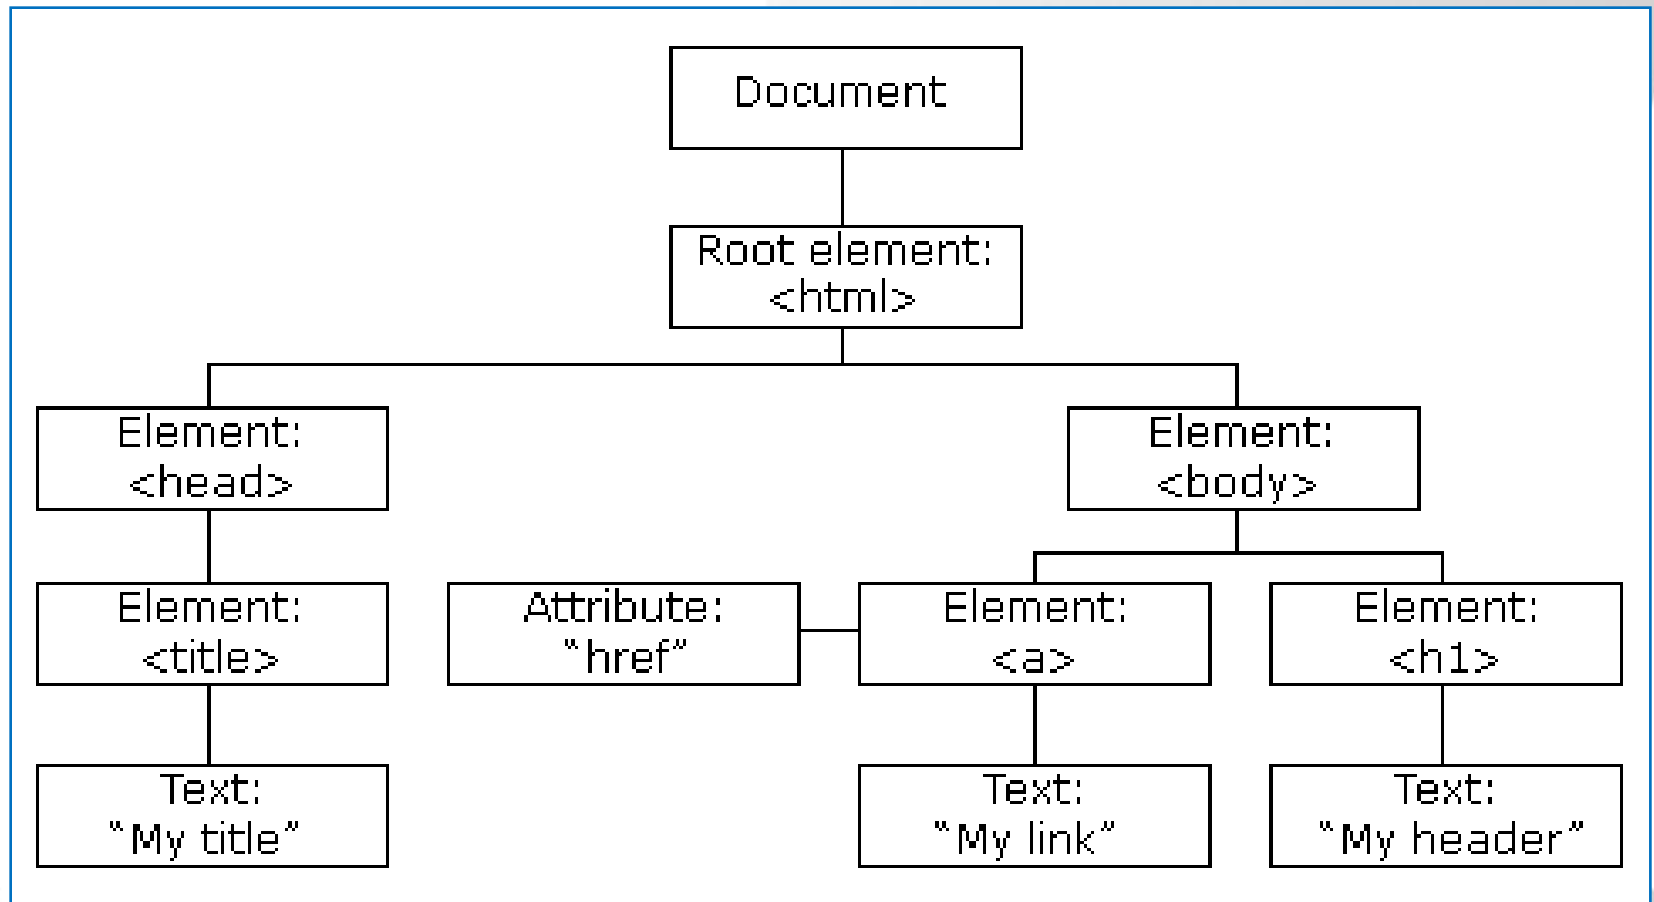 Document
Root element:
<html>
Element:
<head>
Element:
<body>
Element:
<title>
Attribute:
“href”
Element:
<a>
Element:
<h1>
Text:
“My title”
Text:
“My link”
Text:
“My header”